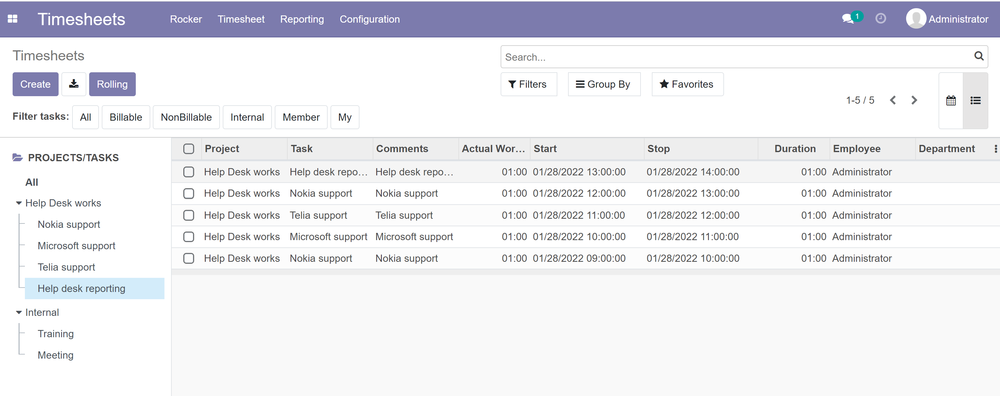 Timesheets Rocker Timesheet Reporting Configuration 1 Administrator
Timesheets
Search...
Create Rolling Filters Group By Favorites
1-5 / 5
Filter tasks: All Billable NonBillable Internal Member My
PROJECTS/TASKS
All
Help Desk works
Nokia support
Microsoft support
Telia support
Help desk reporting
Internal
Training
Meeting
Project Task Comments Actual Wor... Start Stop Duration Employee Department
Help Desk works Help desk repo... Help desk repo... 01:00 01/28/2022 13:00:00 01/28/2022 14:00:00 01:00 Administrator
Help Desk works Nokia support Nokia support 01:00 01/28/2022 12:00:00 01/28/2022 13:00:00 01:00 Administrator
Help Desk works Telia support Telia support 01:00 01/28/2022 11:00:00 01/28/2022 12:00:00 01:00 Administrator
Help Desk works Microsoft support Microsoft support 01:00 01/28/2022 10:00:00 01/28/2022 11:00:00 01:00 Administrator
Help Desk works Nokia support Nokia support 01:00 01/28/2022 09:00:00 01/28/2022 10:00:00 01:00 Administrator